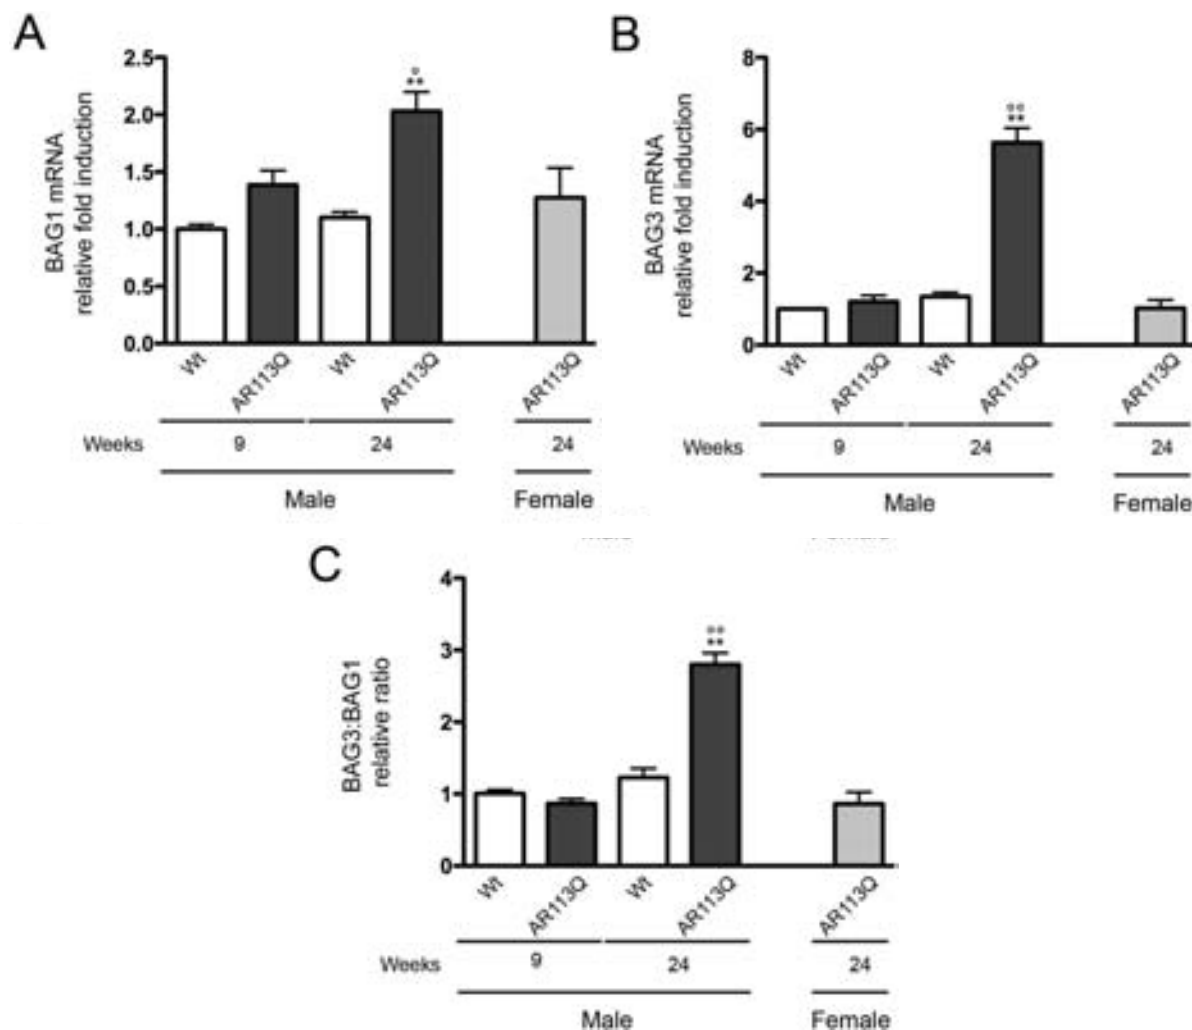 A
BAG1 mRNA
relative fold induction
2.5
2.0
1.5
1.0
0.5
0.0
°
**
Wt
AR113Q
Wt
AR113Q
AR113Q
Weeks
9
24
24
Male
Female
B
BAG3 mRNA
relative fold induction
8
6
4
2
0
°°
**
Wt
AR113Q
Wt
AR113Q
AR113Q
Weeks
9
24
24
Male
Female
C
BAG3:BAG1
relative ratio
4
3
2
1
0
°°
**
Wt
AR113Q
Wt
AR113Q
AR113Q
Weeks
9
24
24
Male
Female